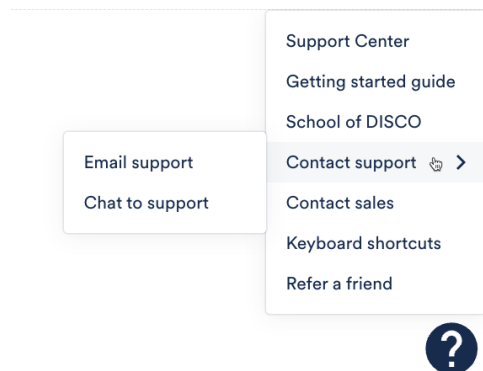 Support Center
Getting started guide
School of DISCO
Contact support
Email support
Chat to support
Contact sales
Keyboard shortcuts
Refer a friend
?